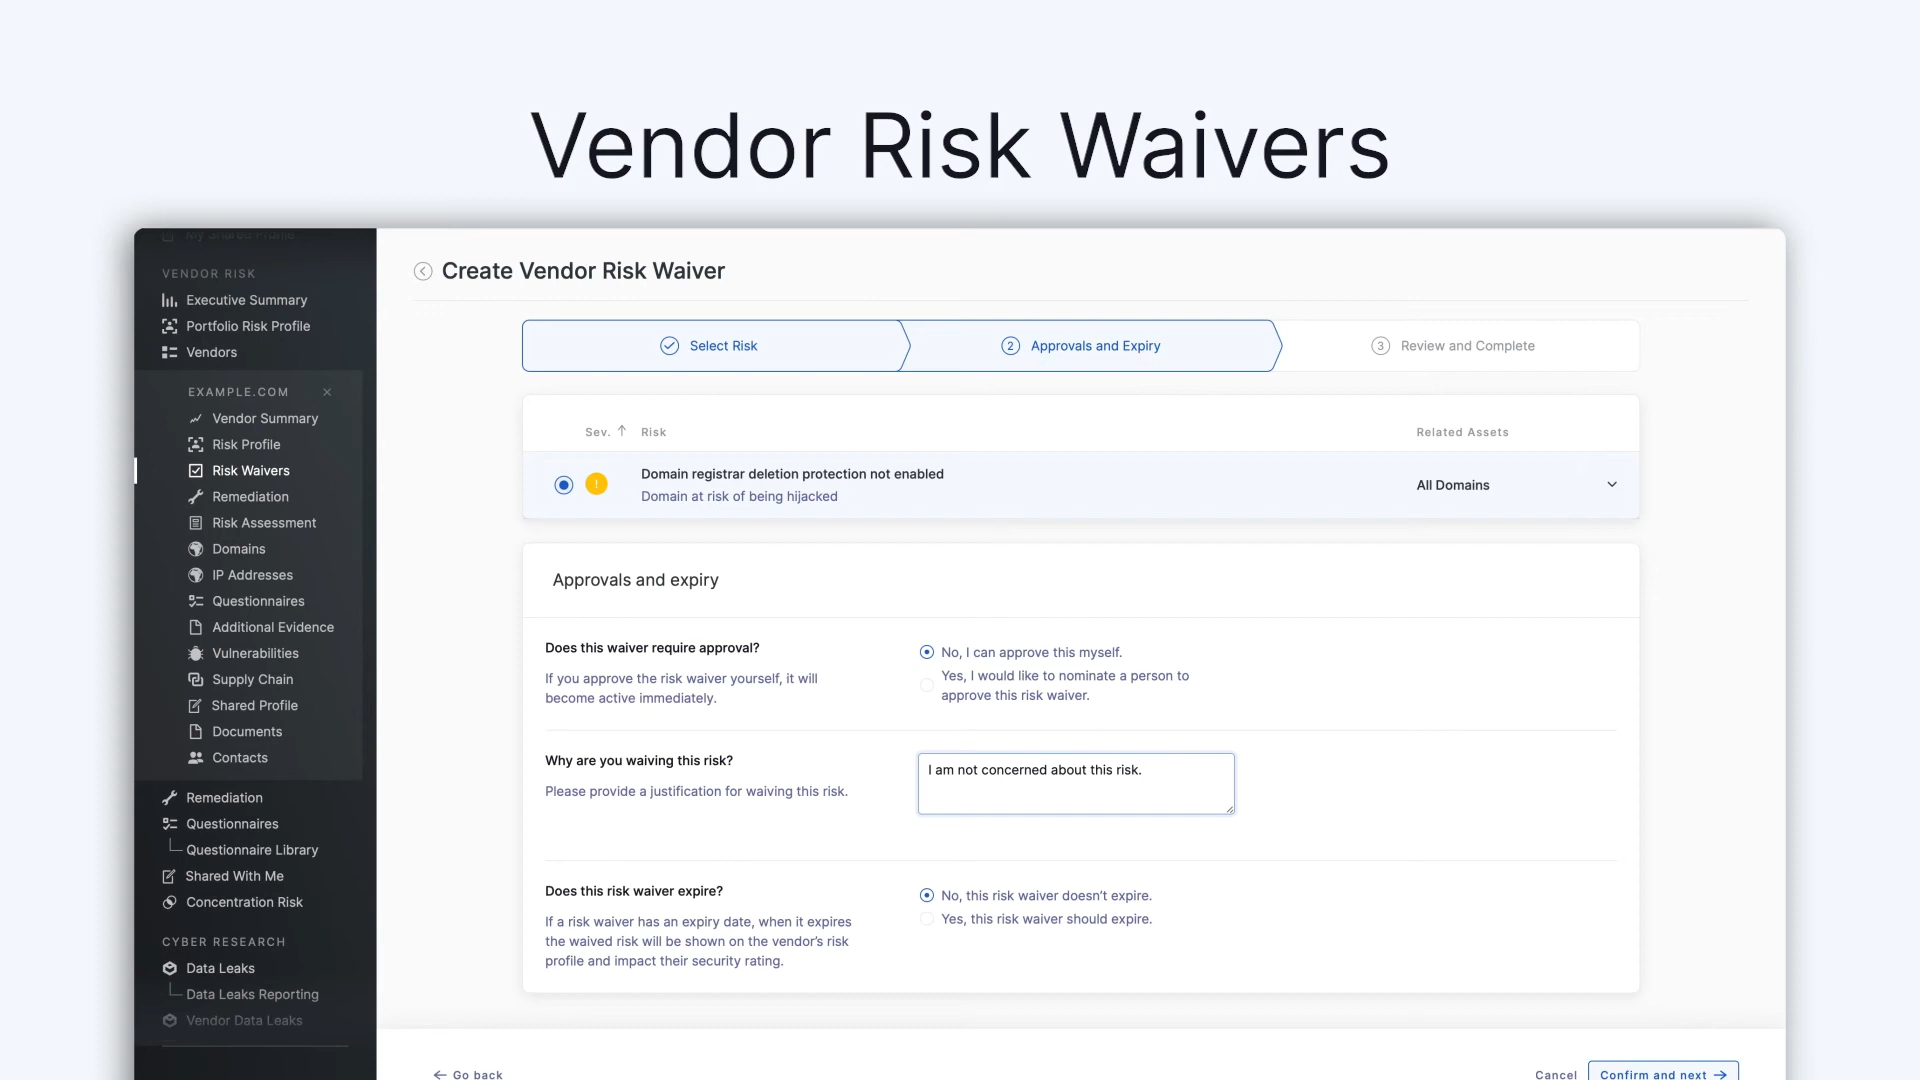 Vendor Risk Waivers
My Shared Profile
VENDOR RISK
Executive Summary
Portfolio Risk Profile
Vendors
EXAMPLE.COM
Vendor Summary
Risk Profile
Risk Waivers
Remediation
Risk Assessment
Domains
IP Addresses
Questionnaires
Additional Evidence
Vulnerabilities
Supply Chain
Shared Profile
Documents
Contacts
Remediation
Questionnaires
Questionnaire Library
Shared With Me
Concentration Risk
CYBER RESEARCH
Data Leaks
Data Leaks Reporting
Vendor Data Leaks
Create Vendor Risk Waiver
Select Risk
2 Approvals and Expiry
3 Review and Complete
Sev. Risk Related Assets
Domain registrar deletion protection not enabled
Domain at risk of being hijacked
All Domains
Approvals and expiry
Does this waiver require approval?
If you approve the risk waiver yourself, it will
become active immediately.
No, I can approve this myself.
Yes, I would like to nominate a person to
approve this risk waiver.
Why are you waiving this risk?
Please provide a justification for waiving this risk.
I am not concerned about this risk.
Does this risk waiver expire?
If a risk waiver has an expiry date, when it expires
the waived risk will be shown on the vendor’s risk
profile and impact their security rating.
No, this risk waiver doesn’t expire.
Yes, this risk waiver should expire.
Go back
Cancel
Confirm and next